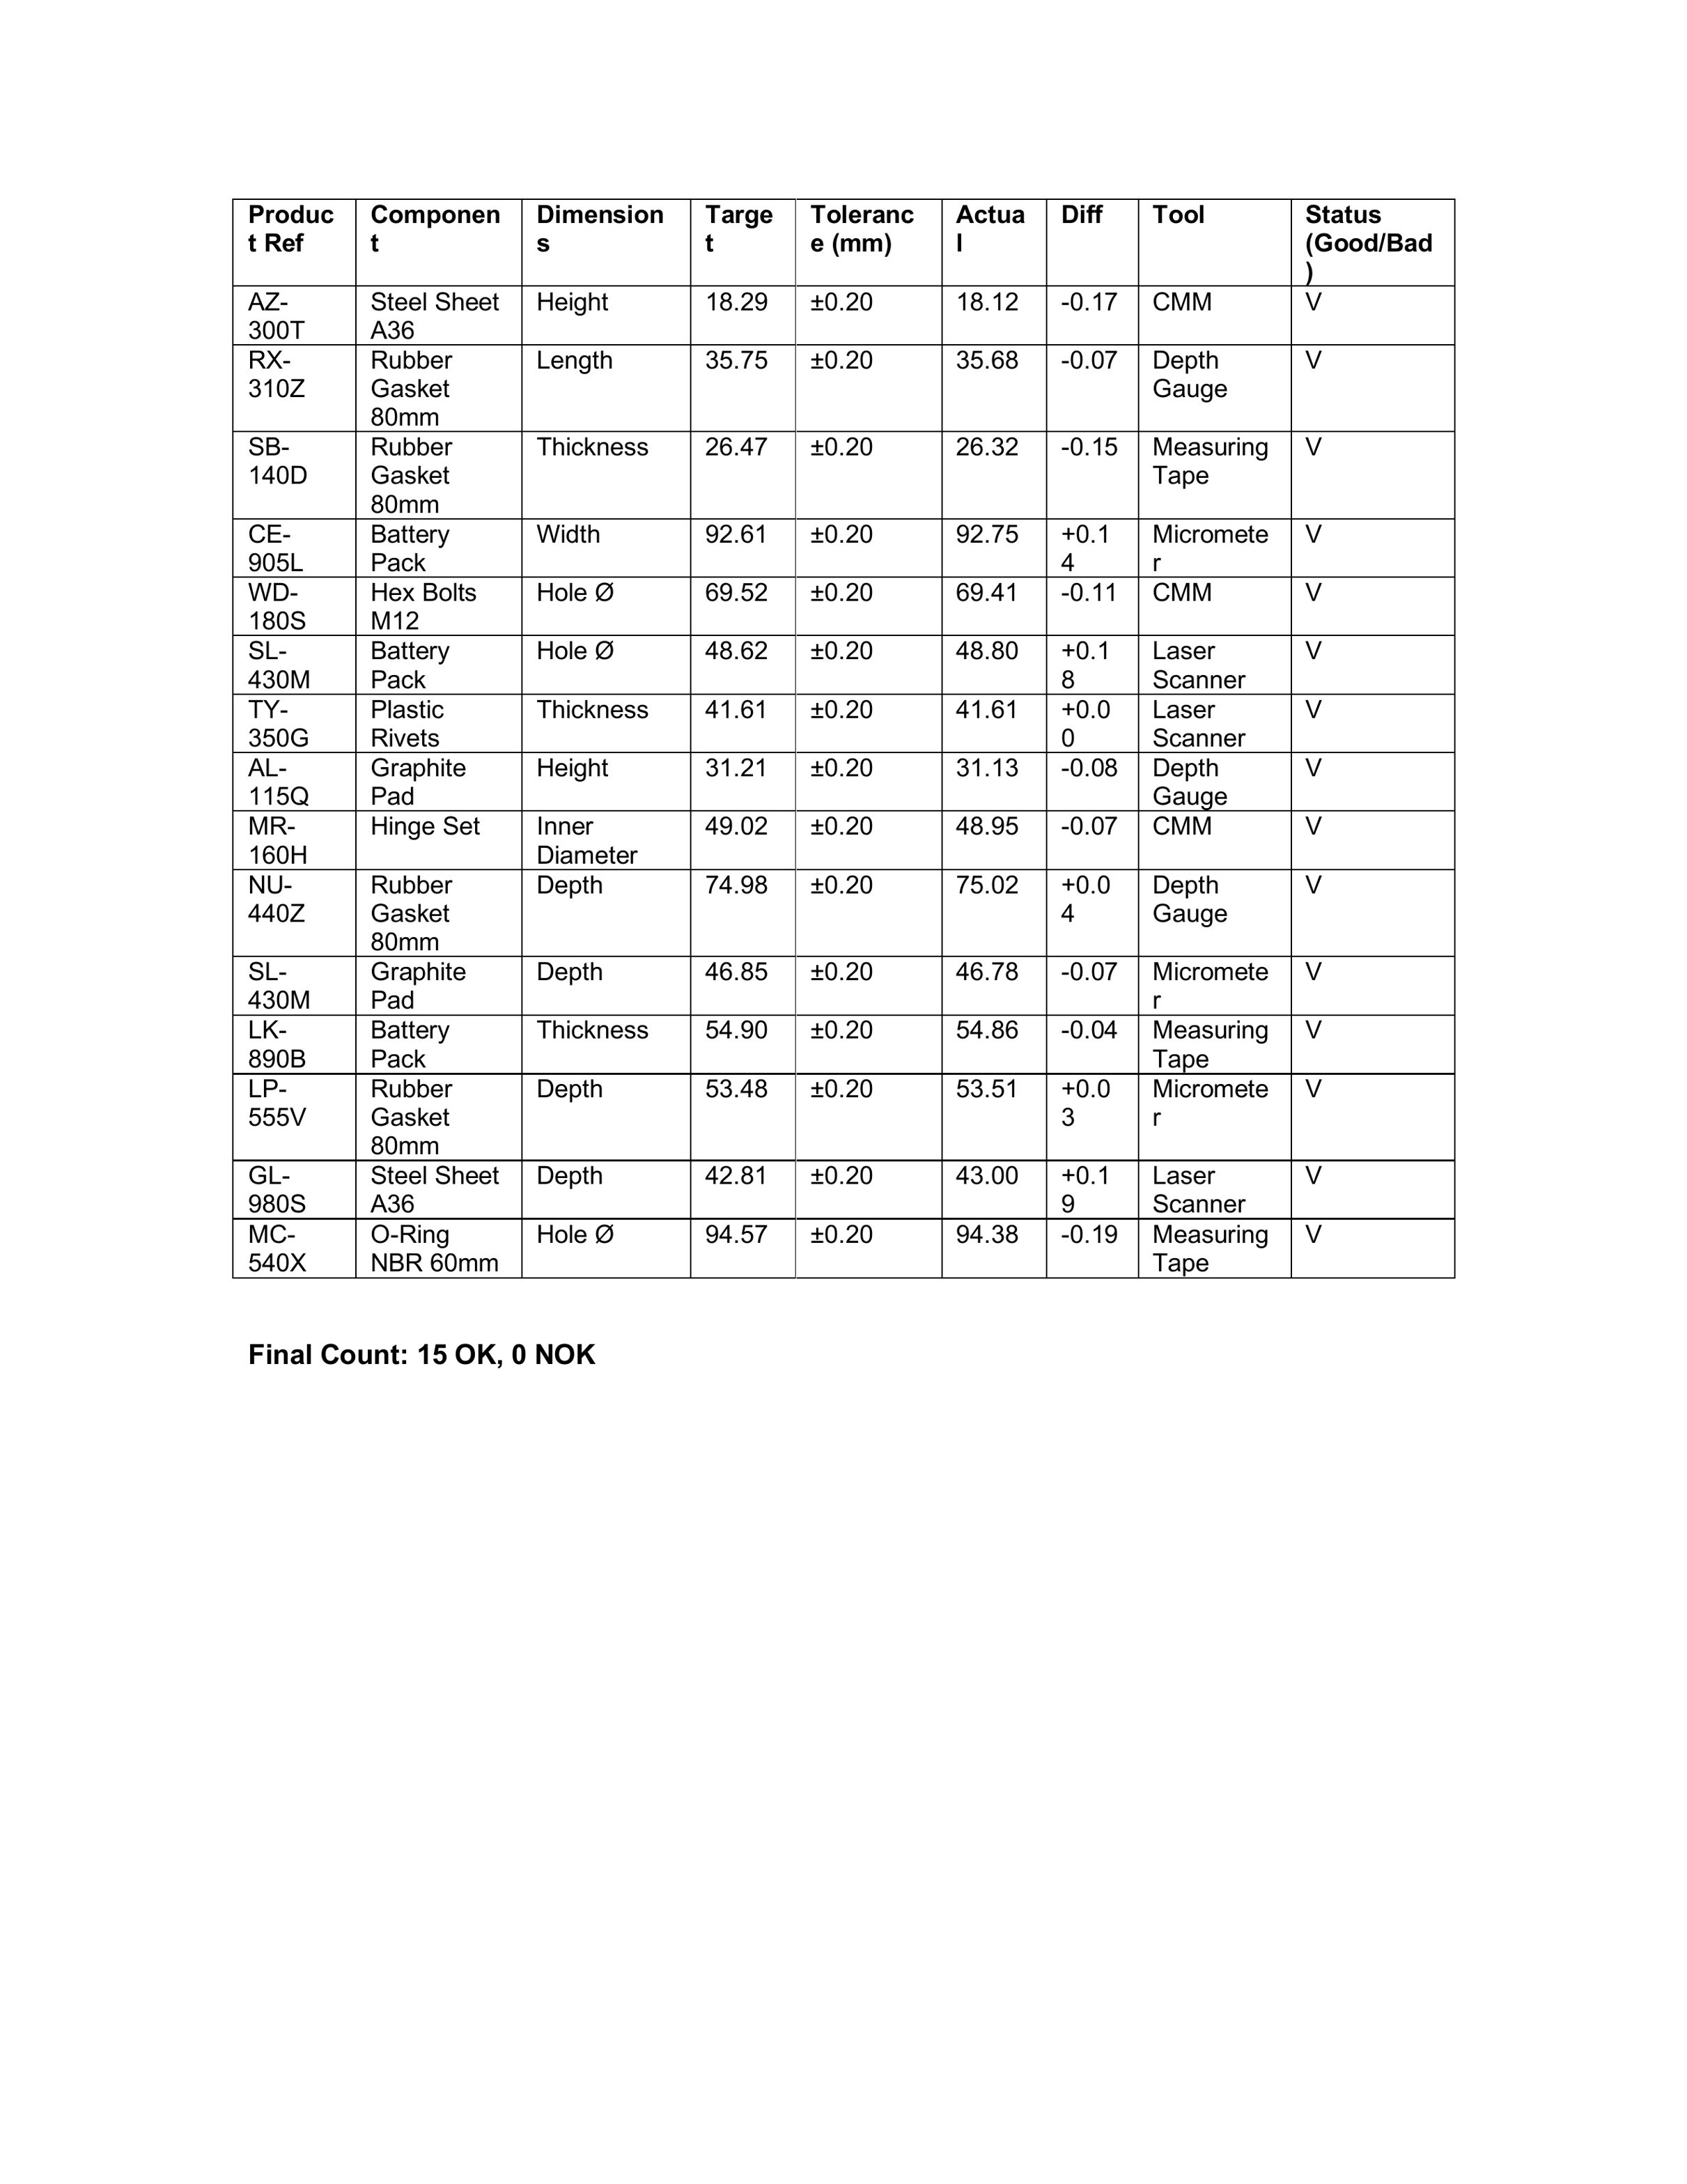 Product Ref Component Dimensions Target Tolerance (mm) Actual Diff Tool Status (Good/Bad)
AZ-300T Steel Sheet A36 Height 18.29 ±0.20 18.12 -0.17 CMM V
RX-310Z Rubber Gasket 80mm Length 35.75 ±0.20 35.68 -0.07 Depth Gauge V
SB-140D Rubber Gasket 80mm Thickness 26.47 ±0.20 26.32 -0.15 Measuring Tape V
CE-905L Battery Pack Width 92.61 ±0.20 92.75 +0.14 Micrometer V
WD-180S Hex Bolts M12 Hole Ø 69.52 ±0.20 69.41 -0.11 CMM V
SL-430M Battery Pack Hole Ø 48.62 ±0.20 48.80 +0.18 Laser Scanner V
TY-350G Plastic Rivets Thickness 41.61 ±0.20 41.61 +0.00 Laser Scanner V
AL-115Q Graphite Pad Height 31.21 ±0.20 31.13 -0.08 Depth Gauge V
MR-160H Hinge Set Inner Diameter 49.02 ±0.20 48.95 -0.07 CMM V
NU-440Z Rubber Gasket 80mm Depth 74.98 ±0.20 75.02 +0.04 Depth Gauge V
SL-430M Graphite Pad Depth 46.85 ±0.20 46.78 -0.07 Micrometer V
LK-890B Battery Pack Thickness 54.90 ±0.20 54.86 -0.04 Measuring Tape V
LP-555V Rubber Gasket 80mm Depth 53.48 ±0.20 53.51 +0.03 Micrometer V
GL-980S Steel Sheet A36 Depth 42.81 ±0.20 43.00 +0.19 Laser Scanner V
MC-540X O-Ring NBR 60mm Hole Ø 94.57 ±0.20 94.38 -0.19 Measuring Tape V
Final Count: 15 OK, 0 NOK